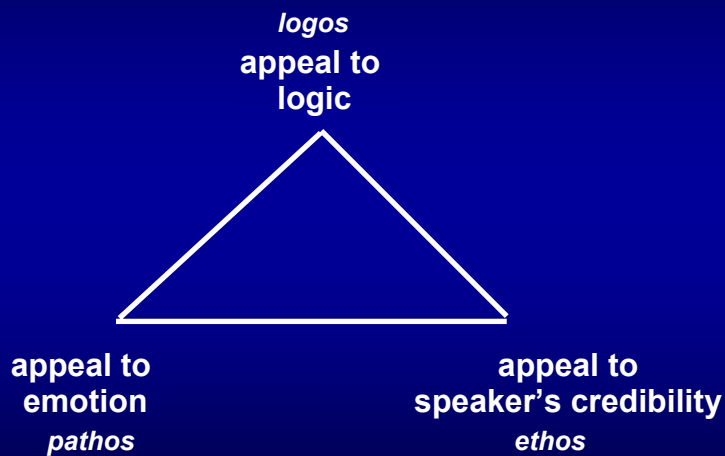 logos
appeal to
logic
appeal to
emotion
pathos
appeal to
speaker’s credibility
ethos